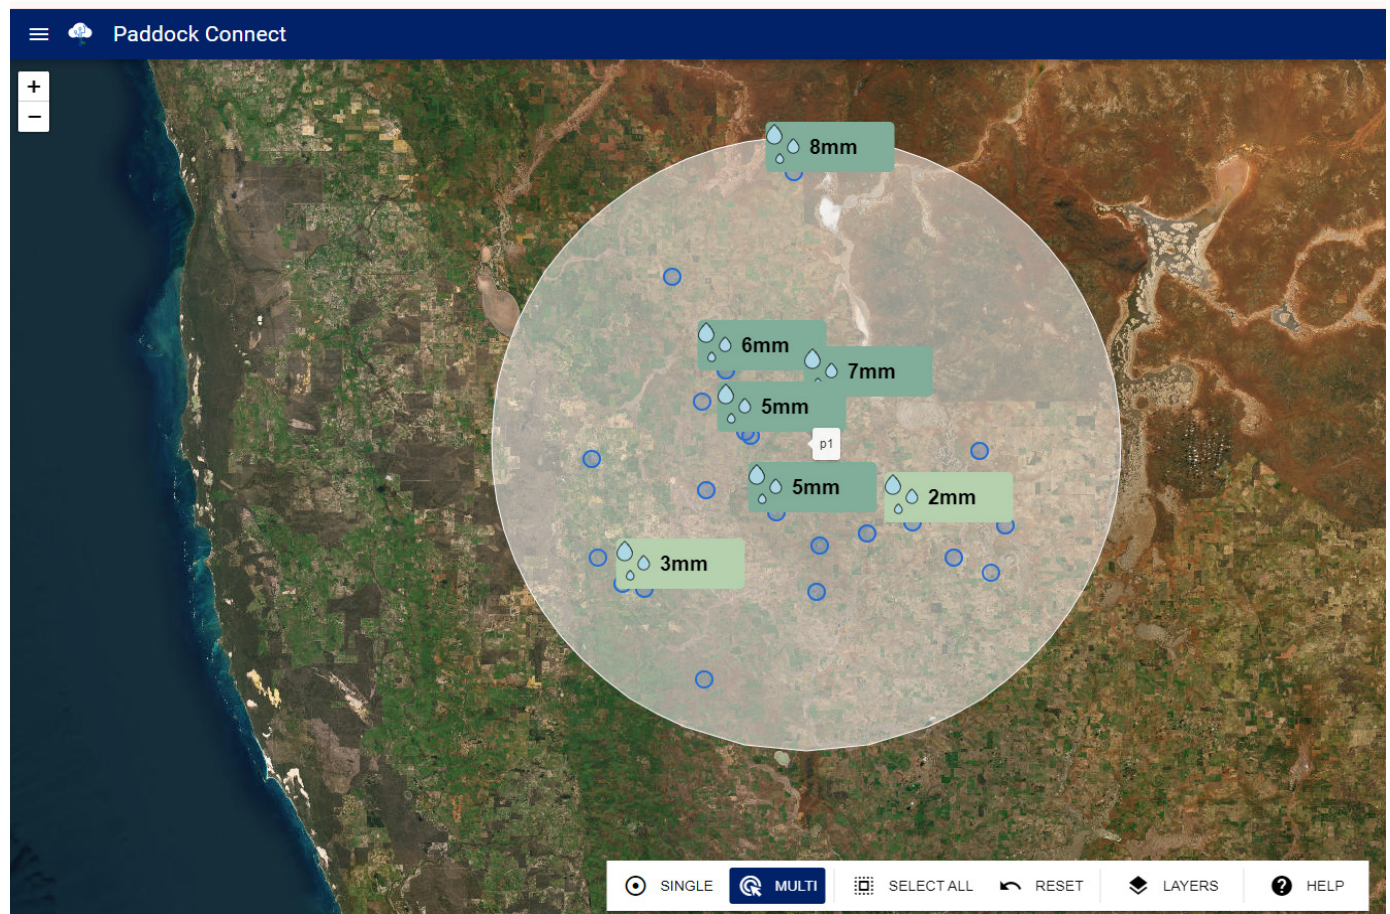 Paddock Connect
+
−
8mm
6mm
7mm
5mm
p1
5mm
2mm
3mm
SINGLE MULTI SELECT ALL RESET LAYERS HELP